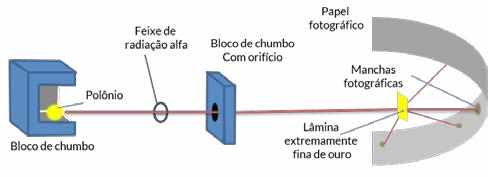 Papel
fotográfico
Feixe de
radiação alfa
Bloco de chumbo
Com orifício
Manchas
fotográficas
Polônio
Lâmina
extremamente
fina de ouro
Bloco de chumbo